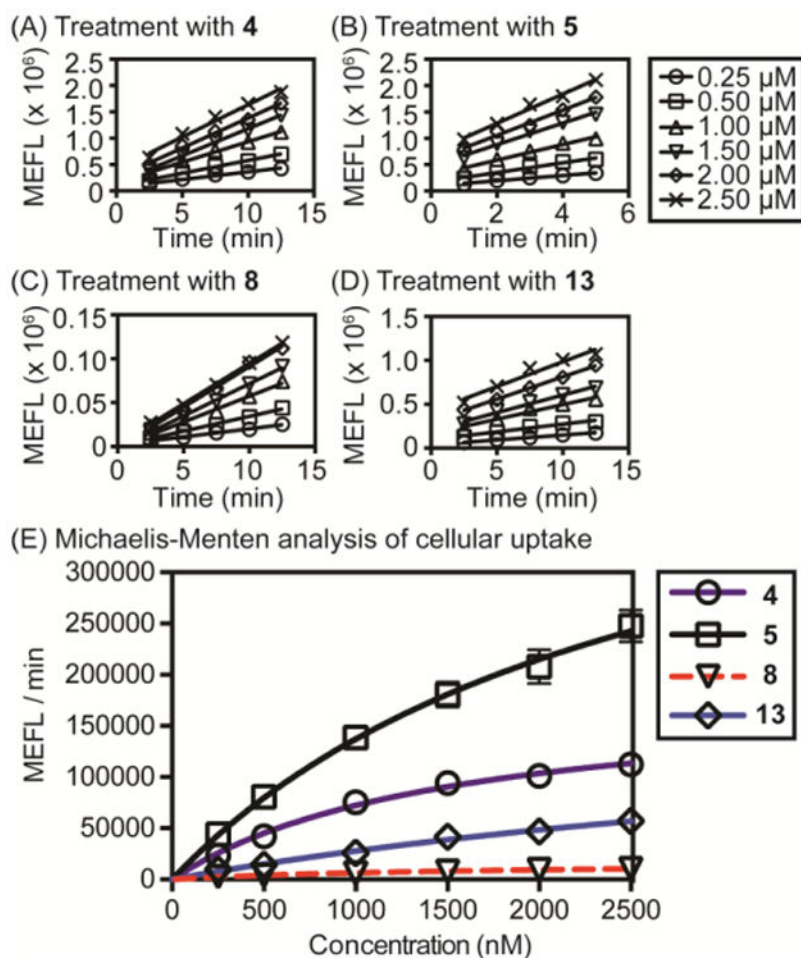 (A) Treatment with 4
(B) Treatment with 5
MEFL (x 10⁶)
2.5
2.0
1.5
1.0
0.5
0
0 5 10 15
Time (min)
MEFL (x 10⁶)
2.5
2.0
1.5
1.0
0.5
0
0 2 4 6
Time (min)
0.25 µM
0.50 µM
1.00 µM
1.50 µM
2.00 µM
2.50 µM
(C) Treatment with 8
(D) Treatment with 13
MEFL (x 10⁶)
0.15
0.10
0.05
0
0 5 10 15
Time (min)
MEFL (x 10⁶)
1.5
1.0
0.5
0
0 5 10 15
Time (min)
(E) Michaelis-Menten analysis of cellular uptake
MEFL / min
300000
250000
200000
150000
100000
50000
0
0 500 1000 1500 2000 2500
Concentration (nM)
4
5
8
13